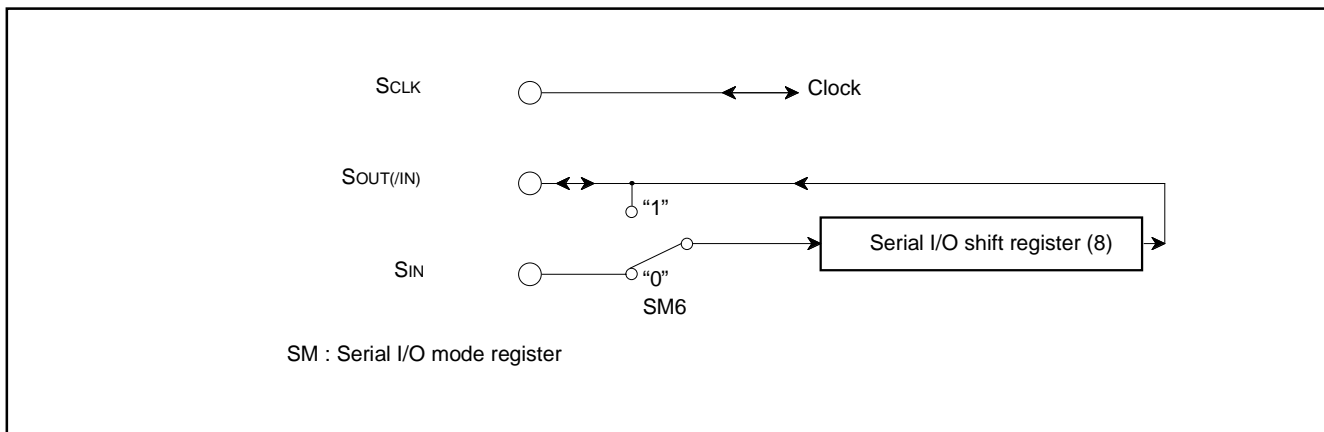 SCLK
Clock
SOUT(/IN)
“1”
Serial I/O shift register (8)
SIN
“0”
SM6
SM : Serial I/O mode register